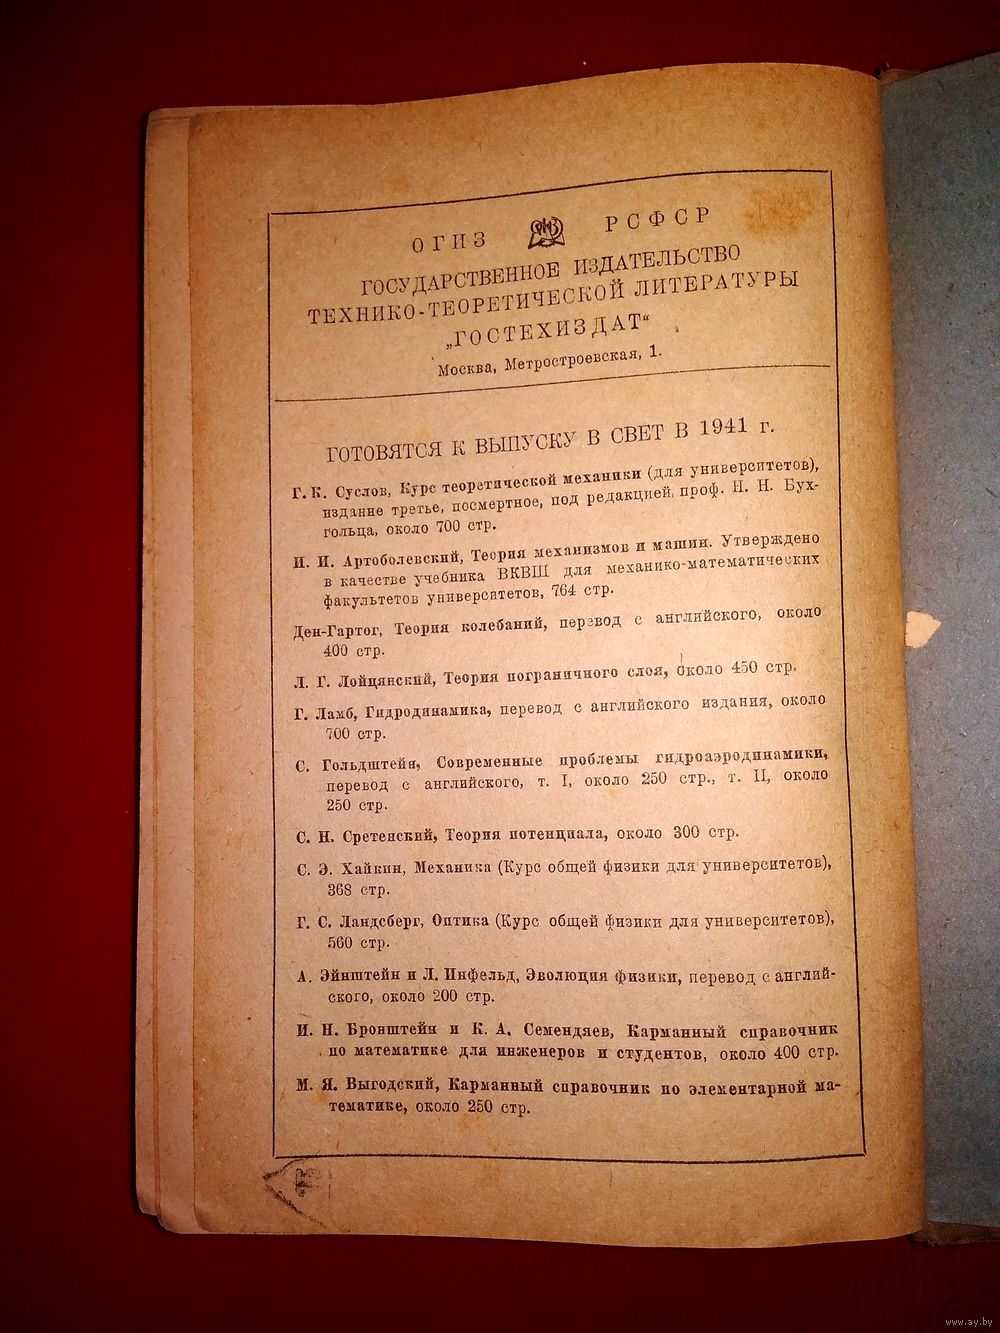 ОГИЗ РСФСР
ГОСУДАРСТВЕННОЕ ИЗДАТЕЛЬСТВО
ТЕХНИКО-ТЕОРЕТИЧЕСКОЙ ЛИТЕРАТУРЫ
„ГОСТЕХИЗДАТ“
Москва, Метростроевская, 1.
ГОТОВЯТСЯ К ВЫПУСКУ В СВЕТ В 1941 г.
Г. К. Суслов, Курс теоретической механики (для университетов),
издание третье, посмертное, под редакцией проф. Н. Н. Бух-
гольца, около 700 стр.
И. И. Артоболевский, Теория механизмов и машин. Утверждено
в качестве учебника ВКВШ для механико-математических
факультетов университетов, 764 стр.
Ден-Гартог, Теория колебаний, перевод с английского, около
400 стр.
Л. Г. Лойцянский, Теория пограничного слоя, около 450 стр.
Г. Ламб, Гидродинамика, перевод с английского издания, около
700 стр.
С. Гольдштейн, Современные проблемы гидроаэродинамики,
перевод с английского, т. I, около 250 стр., т. II, около
250 стр.
С. Н. Сретенский, Теория потенциала, около 300 стр.
С. Э. Хайкин, Механика (Курс общей физики для университетов),
368 стр.
Г. С. Ландсберг, Оптика (Курс общей физики для университетов),
560 стр.
А. Эйнштейн и Л. Инфельд, Эволюция физики, перевод с англий-
ского, около 200 стр.
И. Н. Бронштейн и К. А. Семендяев, Карманный справочник
по математике для инженеров и студентов, около 400 стр.
М. Я. Выгодский, Карманный справочник по элементарной ма-
тематике, около 250 стр.
www.ay.by